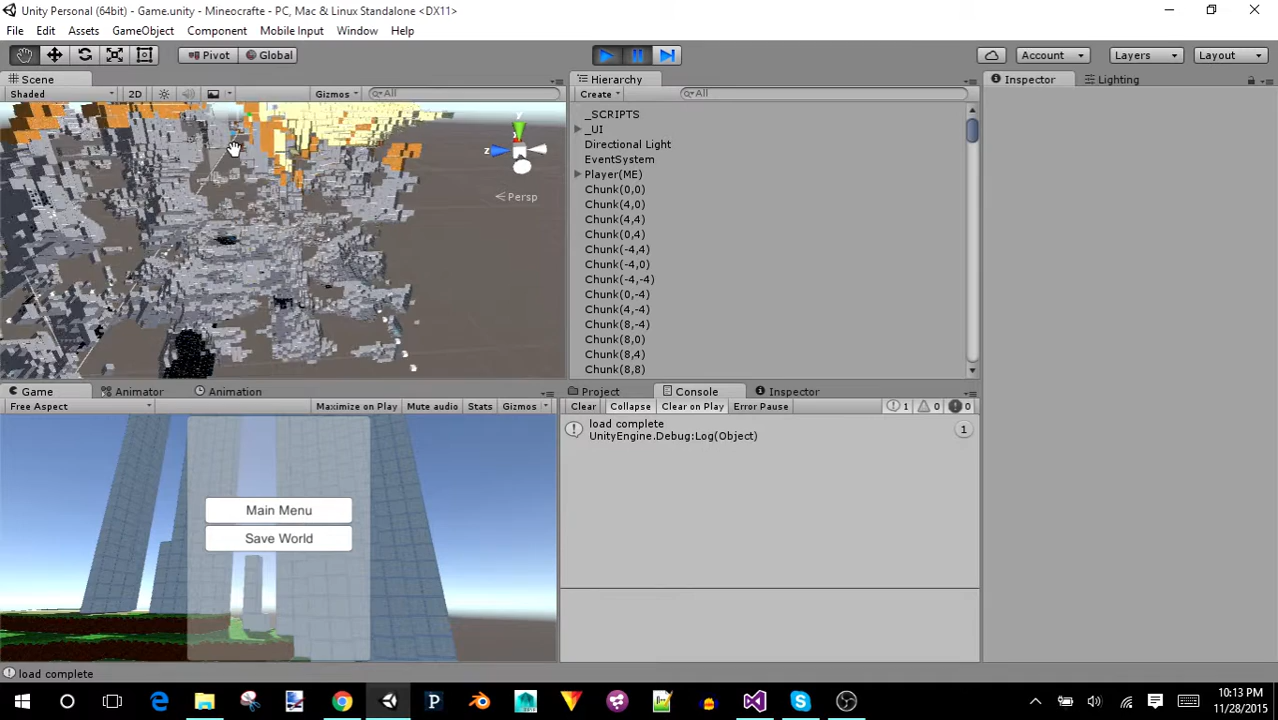 Unity Personal (64bit) - Game.unity - Mineocrafte - PC, Mac & Linux Standalone <DX11>
File Edit Assets GameObject Component Mobile Input Window Help
Pivot Global Account Layers Layout
Scene
Shaded 2D Gizmos All
y
z
Persp
Hierarchy
Create All
_SCRIPTS
_UI
Directional Light
EventSystem
Player(ME)
Chunk(0,0)
Chunk(4,0)
Chunk(4,4)
Chunk(0,4)
Chunk(-4,4)
Chunk(-4,0)
Chunk(-4,-4)
Chunk(0,-4)
Chunk(4,-4)
Chunk(8,-4)
Chunk(8,0)
Chunk(8,4)
Chunk(8,8)
Inspector Lighting
Game Animator Animation
Free Aspect Maximize on Play Mute audio Stats Gizmos
Main Menu
Save World
Project Console Inspector
Clear Collapse Clear on Play Error Pause 1 0 0
load complete
UnityEngine.Debug:Log(Object) 1
load complete
10:13 PM
11/28/2015